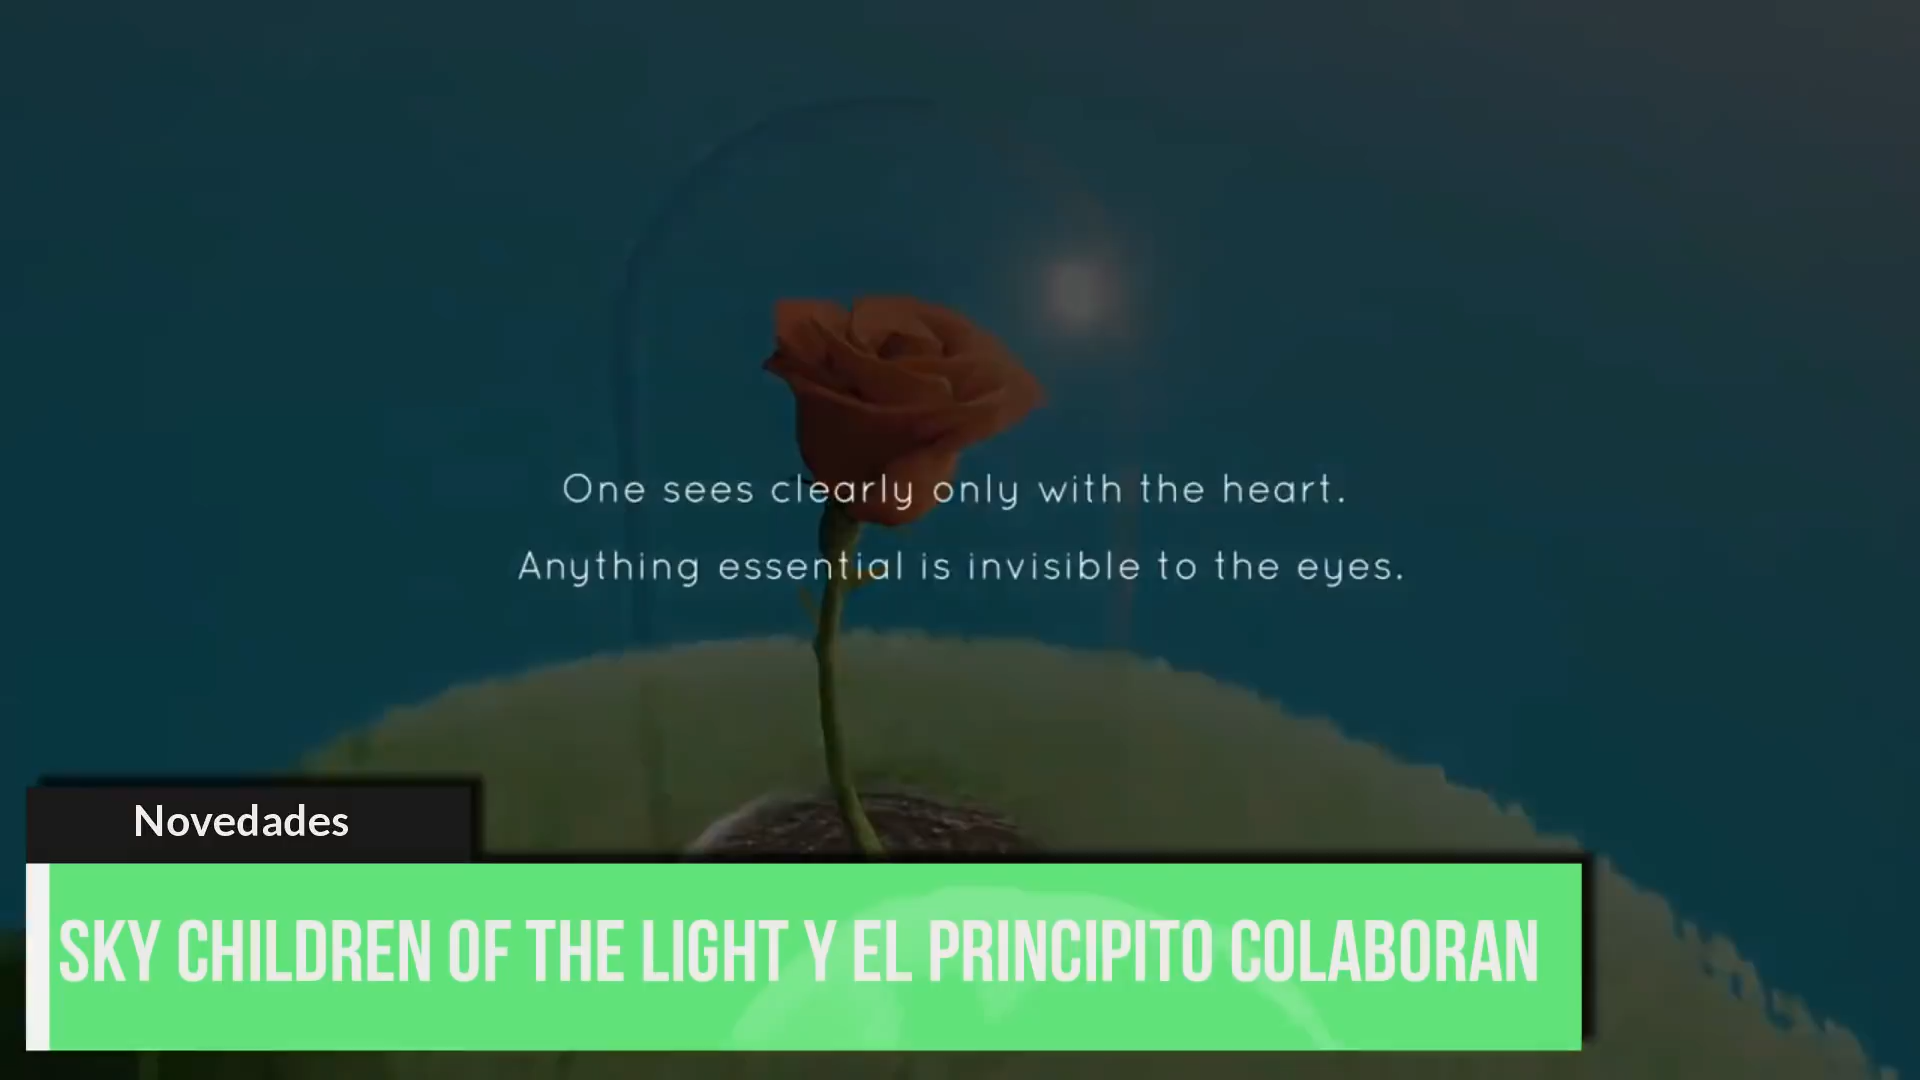 One sees clearly only with the heart.
Anything essential is invisible to the eyes.
Novedades
SKY CHILDREN OF THE LIGHT Y EL PRINCIPITO COLABORAN